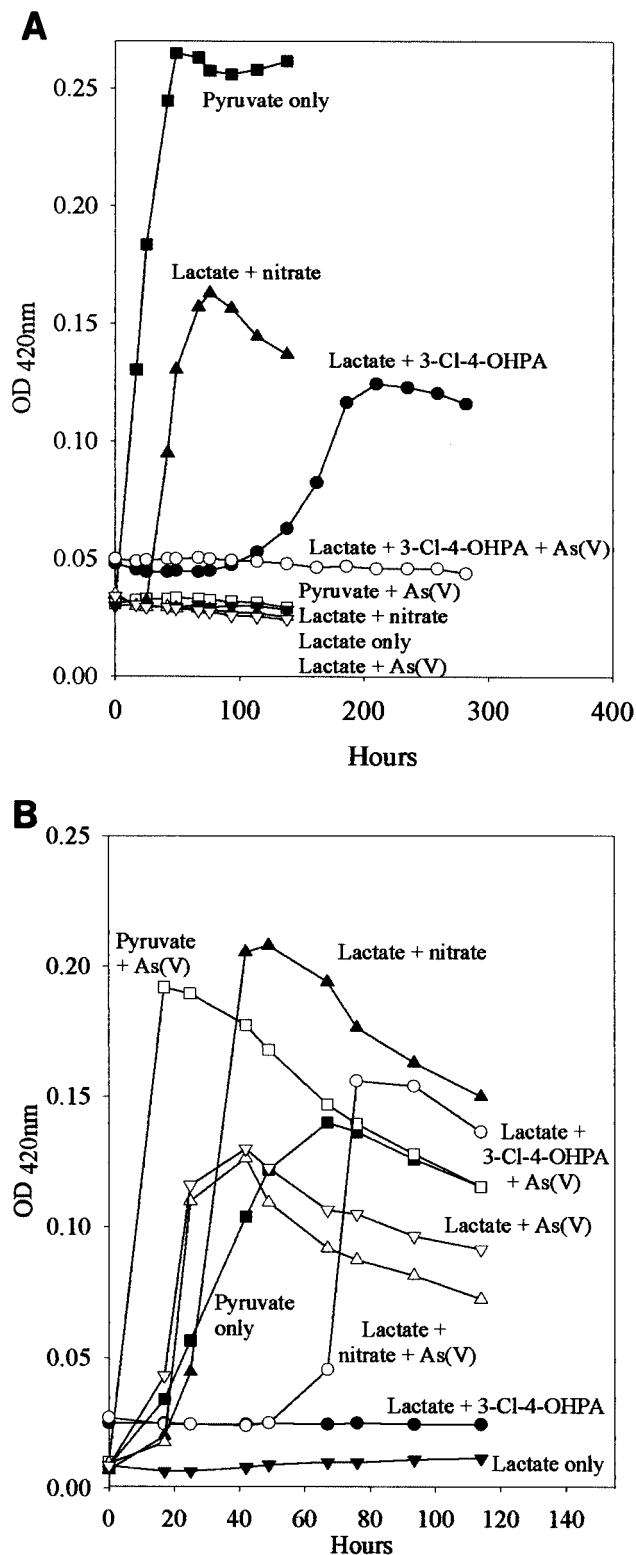 A
0.25
Pyruvate only
0.20
Lactate + nitrate
0.15
Lactate + 3-Cl-4-OHPA
OD 420nm
0.10
0.05
Lactate + 3-Cl-4-OHPA + As(V)
Pyruvate + As(V)
Lactate + nitrate
Lactate only
Lactate + As(V)
0.00
0 100 200 300 400
Hours
B
0.25
Pyruvate
+ As(V)
Lactate + nitrate
0.20
0.15
Lactate +
3-Cl-4-OHPA
+ As(V)
OD 420nm
0.10
Lactate + As(V)
Pyruvate
only
Lactate +
nitrate + As(V)
0.05
Lactate + 3-Cl-4-OHPA
Lactate only
0.00
0 20 40 60 80 100 120 140
Hours